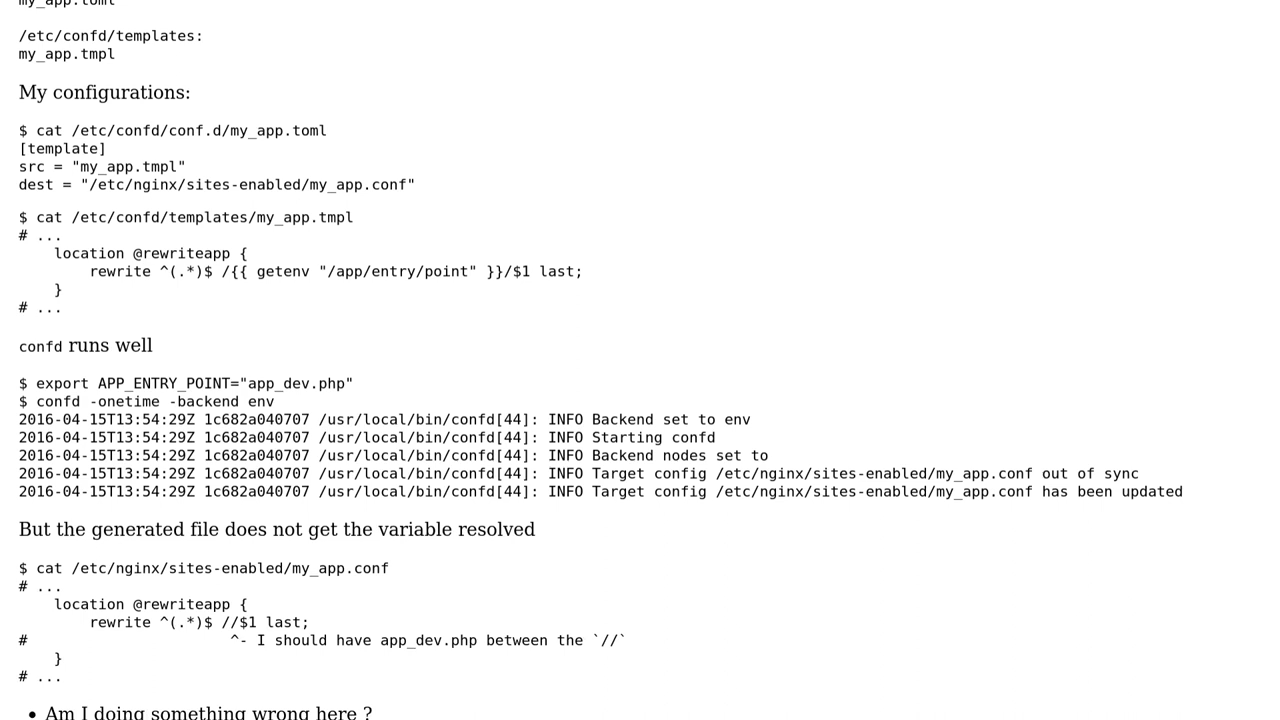 my_app.toml
/etc/confd/templates:
my_app.tmpl
My configurations:
$ cat /etc/confd/conf.d/my_app.toml
[template]
src = "my_app.tmpl"
dest = "/etc/nginx/sites-enabled/my_app.conf"
$ cat /etc/confd/templates/my_app.tmpl
# ...
    location @rewriteapp {
        rewrite ^(.*)$ /{{ getenv "/app/entry/point" }}/$1 last;
    }
# ...
confd runs well
$ export APP_ENTRY_POINT="app_dev.php"
$ confd -onetime -backend env
2016-04-15T13:54:29Z 1c682a040707 /usr/local/bin/confd[44]: INFO Backend set to env
2016-04-15T13:54:29Z 1c682a040707 /usr/local/bin/confd[44]: INFO Starting confd
2016-04-15T13:54:29Z 1c682a040707 /usr/local/bin/confd[44]: INFO Backend nodes set to
2016-04-15T13:54:29Z 1c682a040707 /usr/local/bin/confd[44]: INFO Target config /etc/nginx/sites-enabled/my_app.conf out of sync
2016-04-15T13:54:29Z 1c682a040707 /usr/local/bin/confd[44]: INFO Target config /etc/nginx/sites-enabled/my_app.conf has been updated
But the generated file does not get the variable resolved
$ cat /etc/nginx/sites-enabled/my_app.conf
# ...
    location @rewriteapp {
        rewrite ^(.*)$ //$1 last;
#                       ^- I should have app_dev.php between the `//`
    }
# ...
• Am I doing something wrong here ?